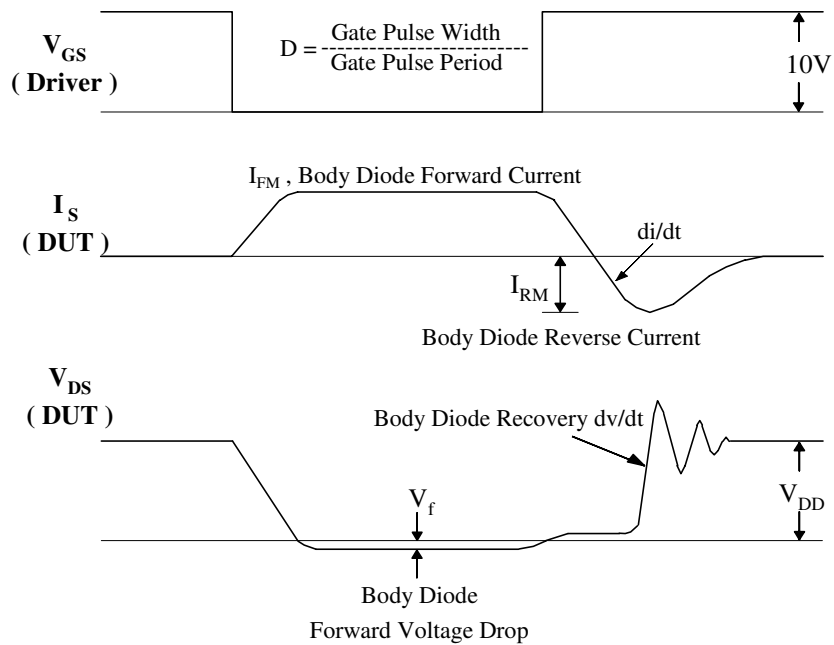 V_GS
( Driver )
D = Gate Pulse Width
Gate Pulse Period
10V
I_FM , Body Diode Forward Current
I_S
( DUT )
di/dt
I_RM
Body Diode Reverse Current
V_DS
( DUT )
Body Diode Recovery dv/dt
V_f
V_DD
Body Diode
Forward Voltage Drop